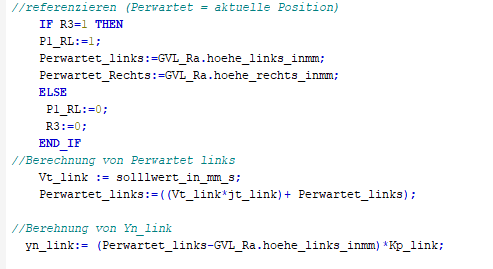 //referenzieren (Perwartet = aktuelle Position)
IF R3=1 THEN
P1_RL:=1;
Perwartet_links:=GVL_Ra.hoehe_links_inmm;
Perwartet_Rechts:=GVL_Ra.hoehe_rechts_inmm;
ELSE
P1_RL:=0;
R3:=0;
END_IF
//Berechnung von Perwartet links
Vt_link := solllwert_in_mm_s;
Perwartet_links:=((Vt_link*jt_link)+ Perwartet_links);
//Berehnung von Yn_link
yn_link:= (Perwartet_links-GVL_Ra.hoehe_links_inmm)*Kp_link;